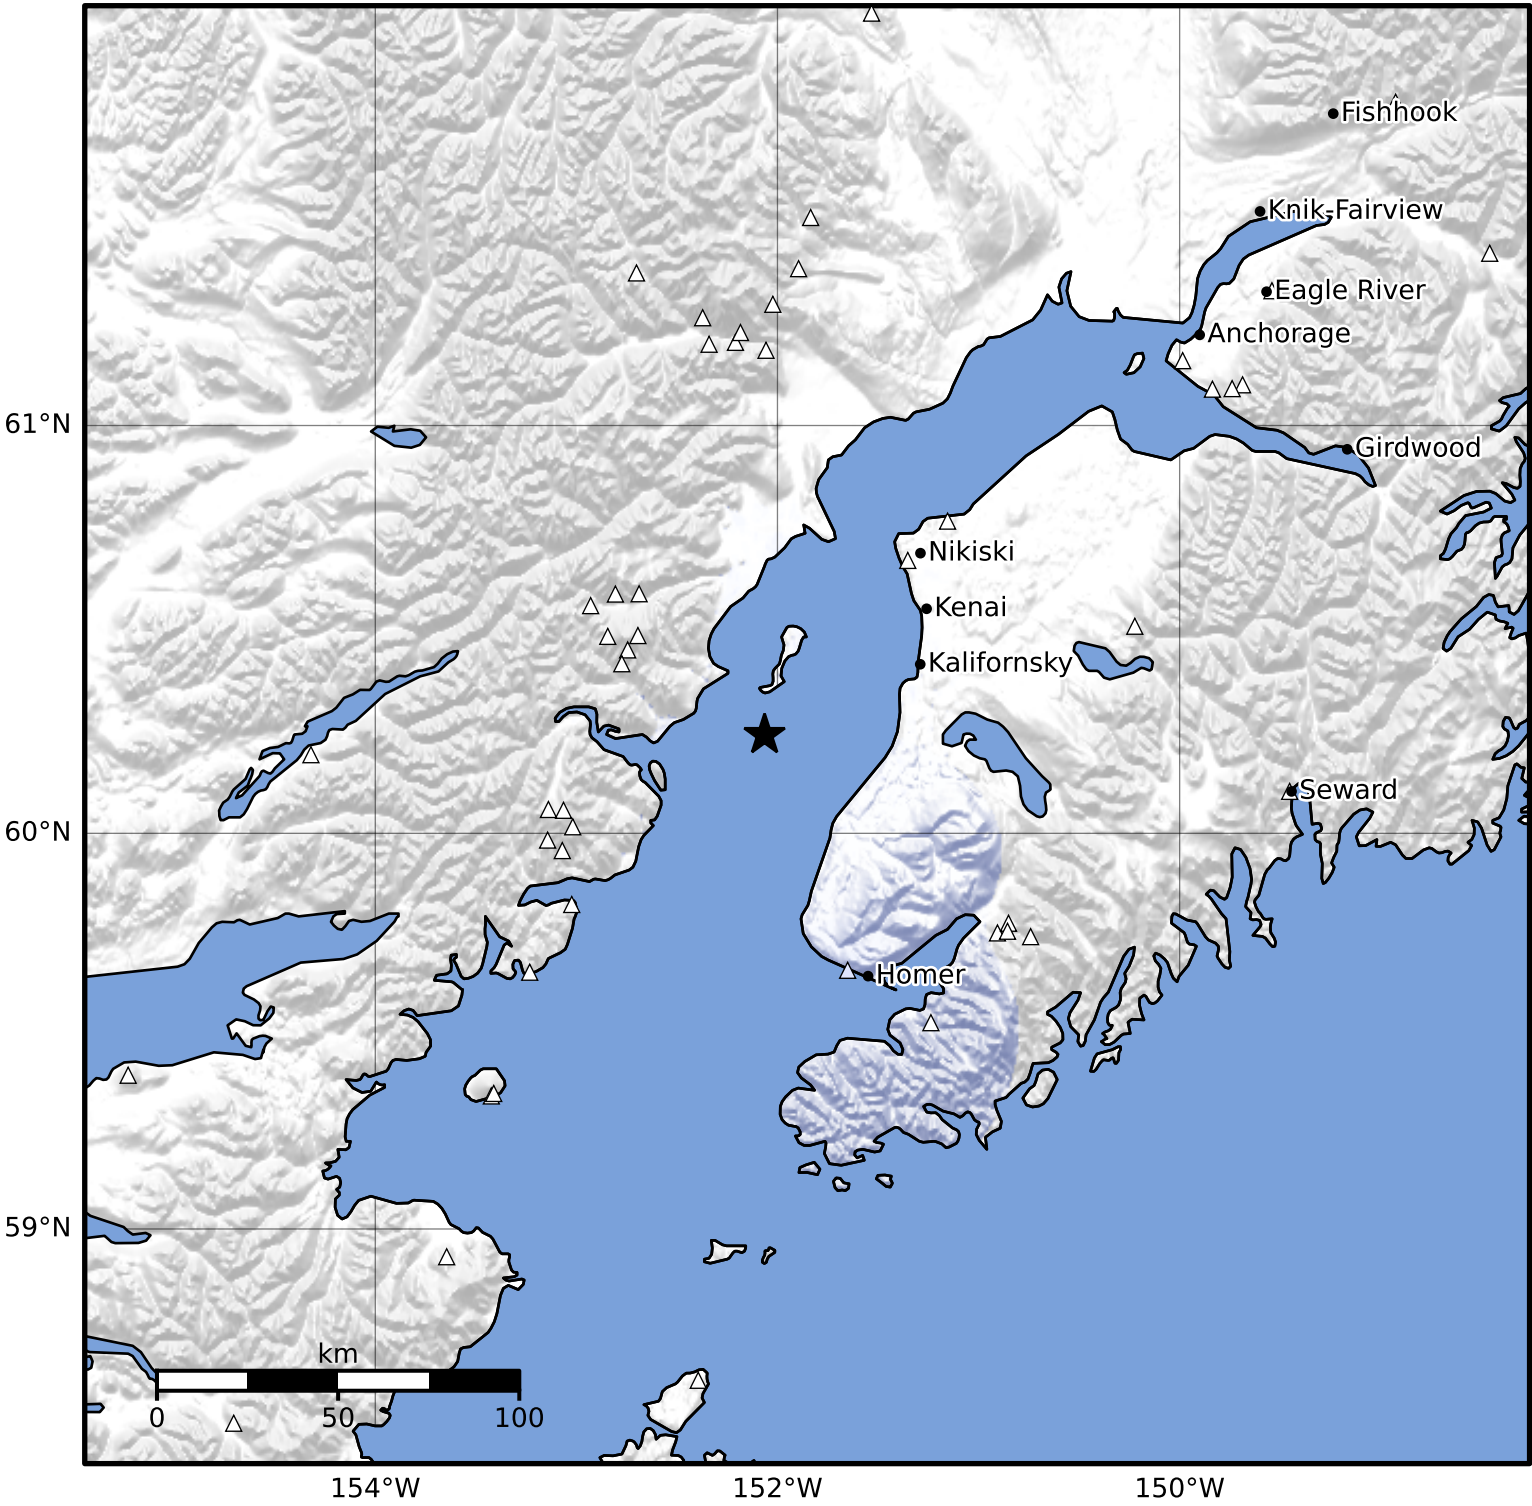 Fishhook
Knik-Fairview
Eagle River
Anchorage
61°N
Girdwood
Nikiski
Kenai
Kalifornsky
Seward
60°N
Homer
59°N
km
0 50 100
154°W 152°W 150°W